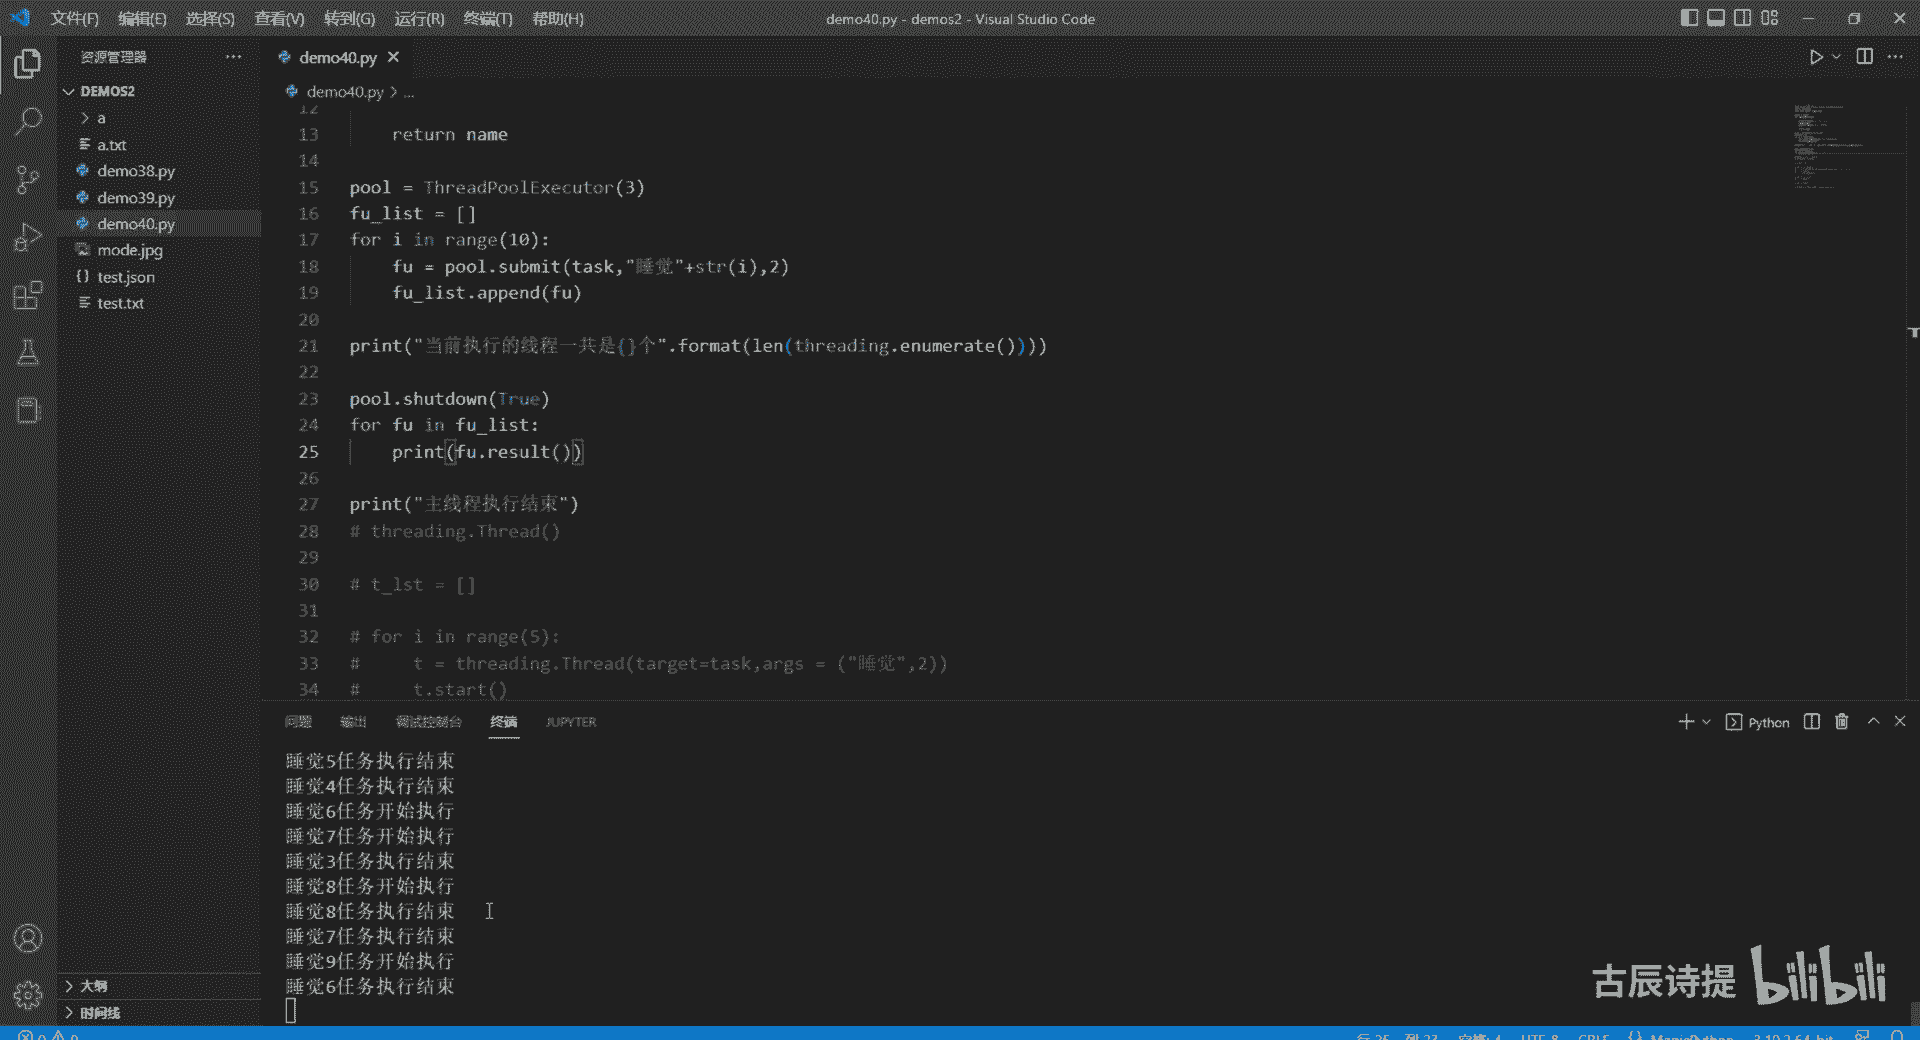 文件(F) 编辑(E) 选择(S) 查看(V) 转到(G) 运行(R) 终端(T) 帮助(H) demo40.py - demos2 - Visual Studio Code
资源管理器
DEMOS2
a
a.txt
demo38.py
demo39.py
demo40.py
mode.jpg
test.json
test.txt
大纲
时间线
demo40.py
demo40.py > ...
12
13 return name
14
15 pool = ThreadPoolExecutor(3)
16 fu_list = []
17 for i in range(10):
18 fu = pool.submit(task,"睡觉"+str(i),2)
19 fu_list.append(fu)
20
21 print("当前执行的线程一共是{}个".format(len(threading.enumerate())))
22
23 pool.shutdown(True)
24 for fu in fu_list:
25 print(fu.result())
26
27 print("主线程执行结束")
28 # threading.Thread()
29
30 # t_lst = []
31
32 # for i in range(5):
33 # t = threading.Thread(target=task,args = ("睡觉",2))
34 # t.start()
问题 输出 调试控制台 终端 JUPYTER
Python
睡觉5任务执行结束
睡觉4任务执行结束
睡觉6任务开始执行
睡觉7任务开始执行
睡觉3任务执行结束
睡觉8任务开始执行
睡觉8任务执行结束
睡觉7任务执行结束
睡觉9任务开始执行
睡觉6任务执行结束
古辰诗提 bilibili